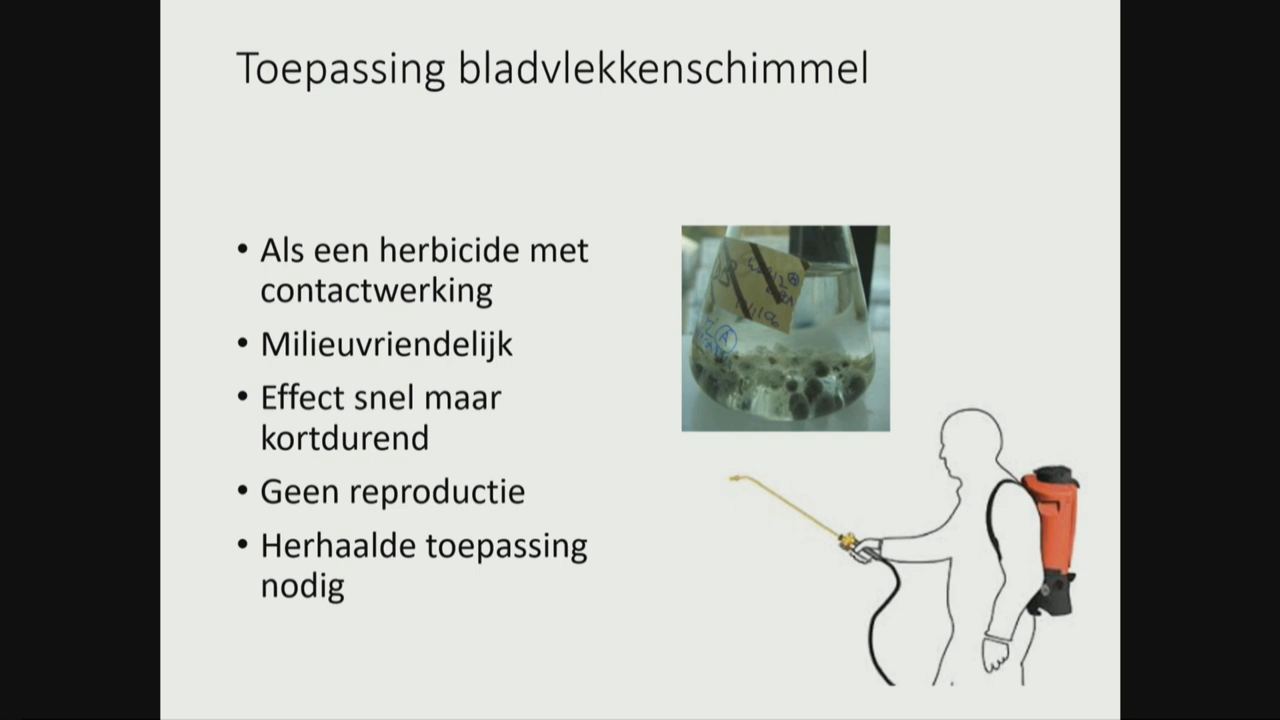 Toepassing bladvlekkenschimmel
• Als een herbicide met
contactwerking
• Milieuvriendelijk
• Effect snel maar
kortdurend
• Geen reproductie
• Herhaalde toepassing
nodig